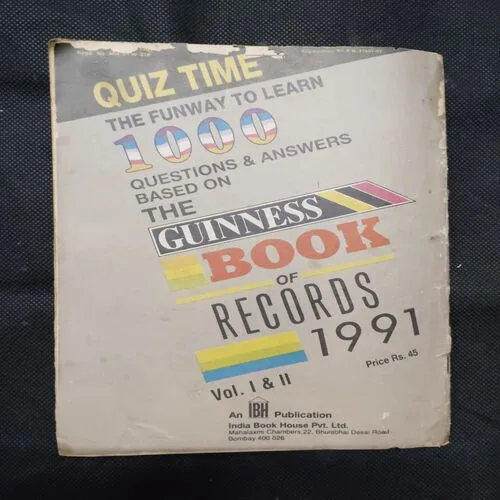 QUIZ TIME
THE FUNWAY TO LEARN
1000
QUESTIONS & ANSWERS
BASED ON
THE
GUINNESS
BOOK
OF
RECORDS
1991
Price Rs. 45
Vol. I & II
An IBH Publication
India Book House Pvt. Ltd.
Mahalaxmi Chambers,22, Bhulabhai Desai Road
Bombay 400 026